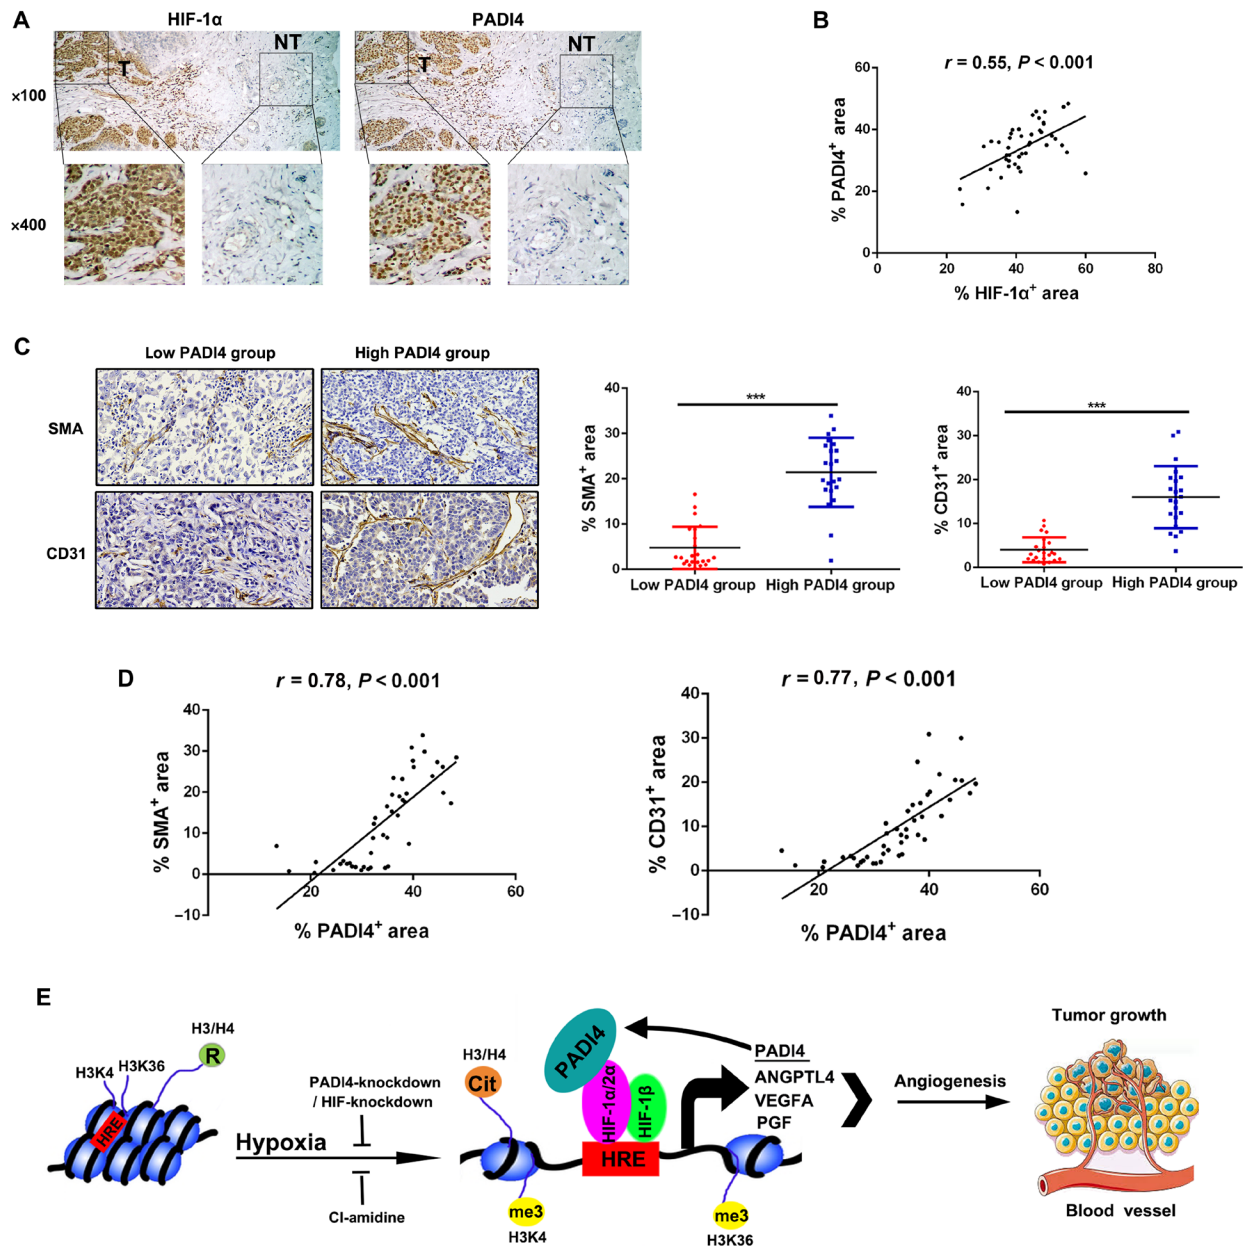 A
HIF-1α
PADI4
NT
NT
T
T
×100
×400
B
r = 0.55, P < 0.001
60
40
20
0
% PADI4+ area
0
20
40
60
80
% HIF-1α+ area
C
Low PADI4 group
High PADI4 group
SMA
CD31
40
30
20
10
0
% SMA+ area
***
Low PADI4 group
High PADI4 group
40
30
20
10
0
% CD31+ area
***
Low PADI4 group
High PADI4 group
D
r = 0.78, P < 0.001
40
30
20
10
0
–10
% SMA+ area
20
40
60
% PADI4+ area
r = 0.77, P < 0.001
40
30
20
10
0
–10
% CD31+ area
20
40
60
% PADI4+ area
E
H3/H4
R
H3K36
H3K4
HRE
PADI4-knockdown
/ HIF-knockdown
Hypoxia
Cl-amidine
H3/H4
Cit
PADI4
HIF-1/2α
HIF-1β
HRE
me3
H3K4
me3
H3K36
PADI4
ANGPTL4
VEGFA
PGF
Angiogenesis
Tumor growth
Blood vessel